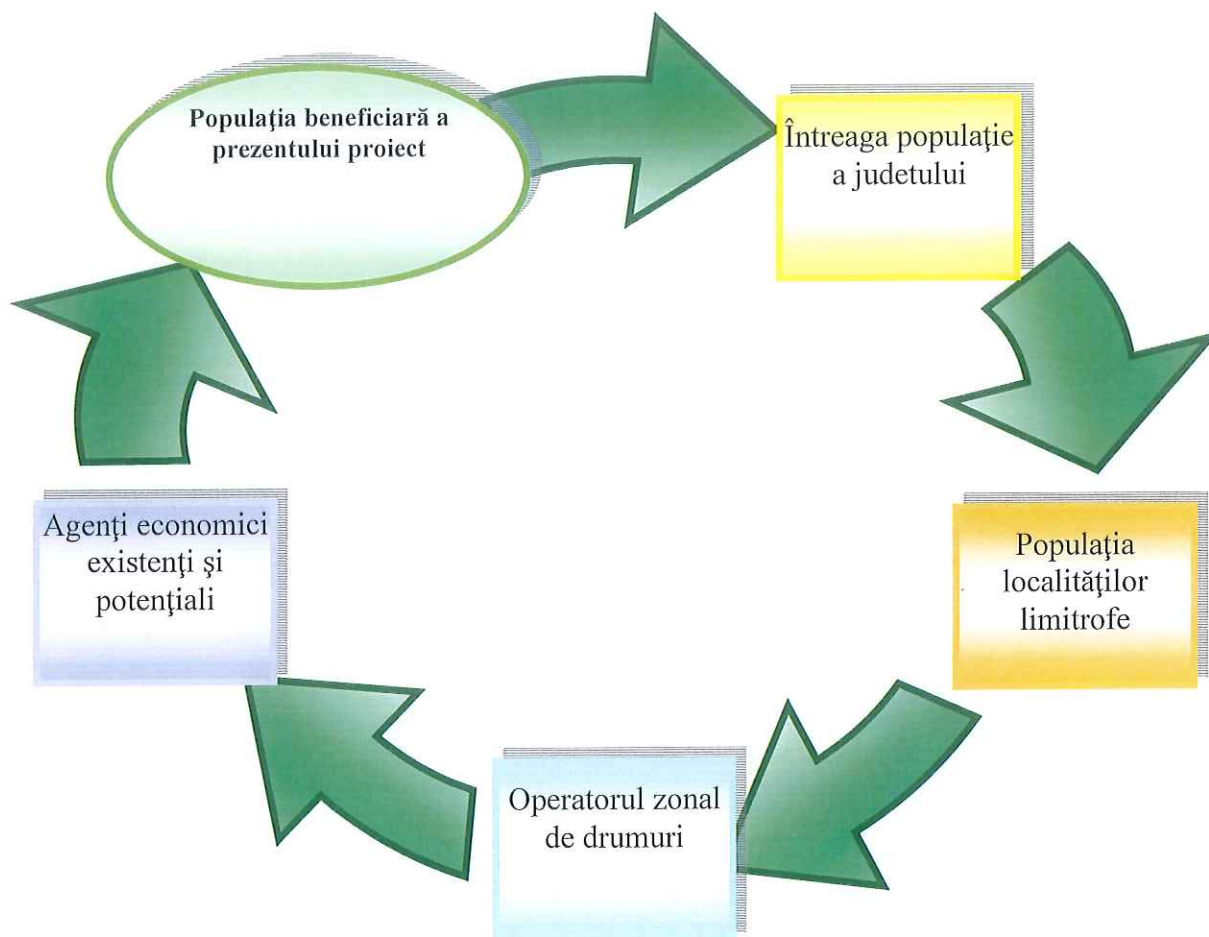 Populaţia beneficiară a
prezentului proiect
Întreaga populaţie
a judetului
Populaţia
localităţilor
limitrofe
Operatorul zonal
de drumuri
Agenţi economici
existenţi şi
potenţiali